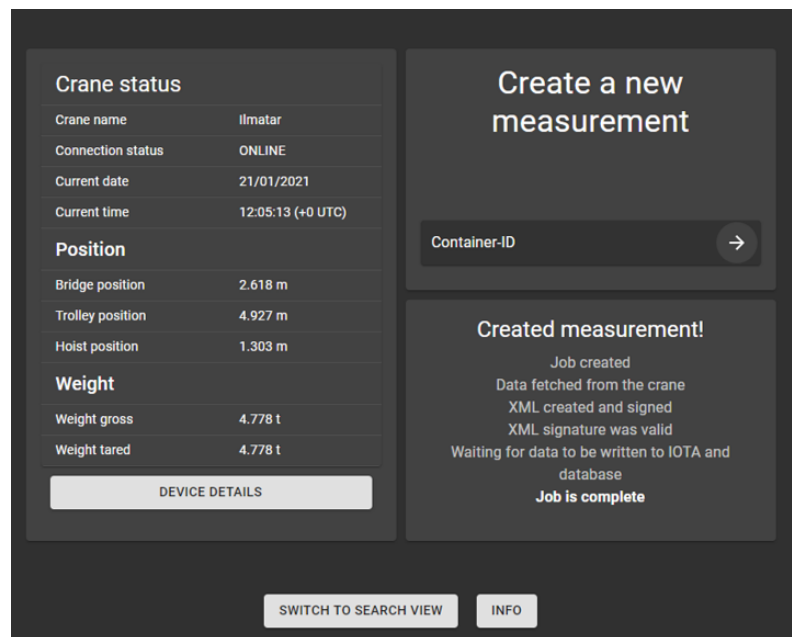 Crane status
Crane name Ilmatar
Connection status ONLINE
Current date 21/01/2021
Current time 12:05:13 (+0 UTC)
Position
Bridge position 2.618 m
Trolley position 4.927 m
Hoist position 1.303 m
Weight
Weight gross 4.778 t
Weight tared 4.778 t
DEVICE DETAILS
Create a new
measurement
Container-ID
Created measurement!
Job created
Data fetched from the crane
XML created and signed
XML signature was valid
Waiting for data to be written to IOTA and
database
Job is complete
SWITCH TO SEARCH VIEW
INFO